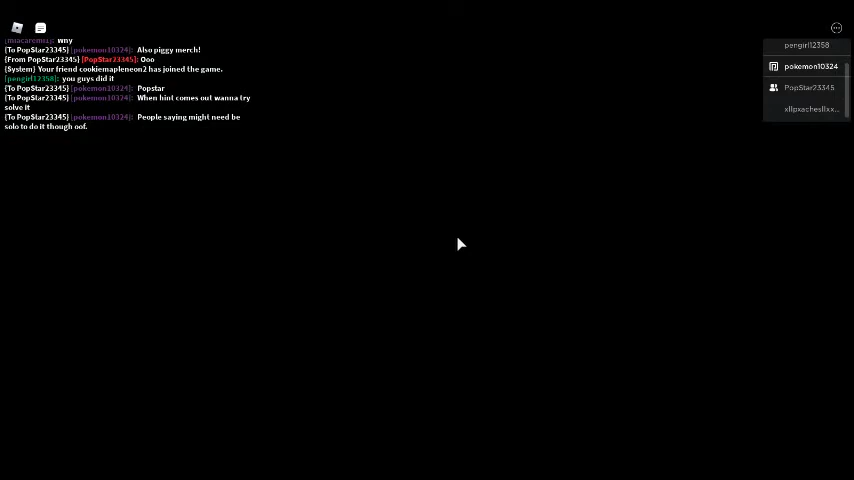 [miacaromi1]: Why
{To PopStar23345} [pokemon10324]: Also piggy merch!
{From PopStar23345} [PopStar23345]: Ooo
{System} Your friend cookiemapleneon2 has joined the game.
[pengirl12358]: you guys did it
{To PopStar23345} [pokemon10324]: Popstar
{To PopStar23345} [pokemon10324]: When hint comes out wanna try
solve it
{To PopStar23345} [pokemon10324]: People saying might need be
solo to do it though oof.
pengirl12358
pokemon10324
PopStar23345